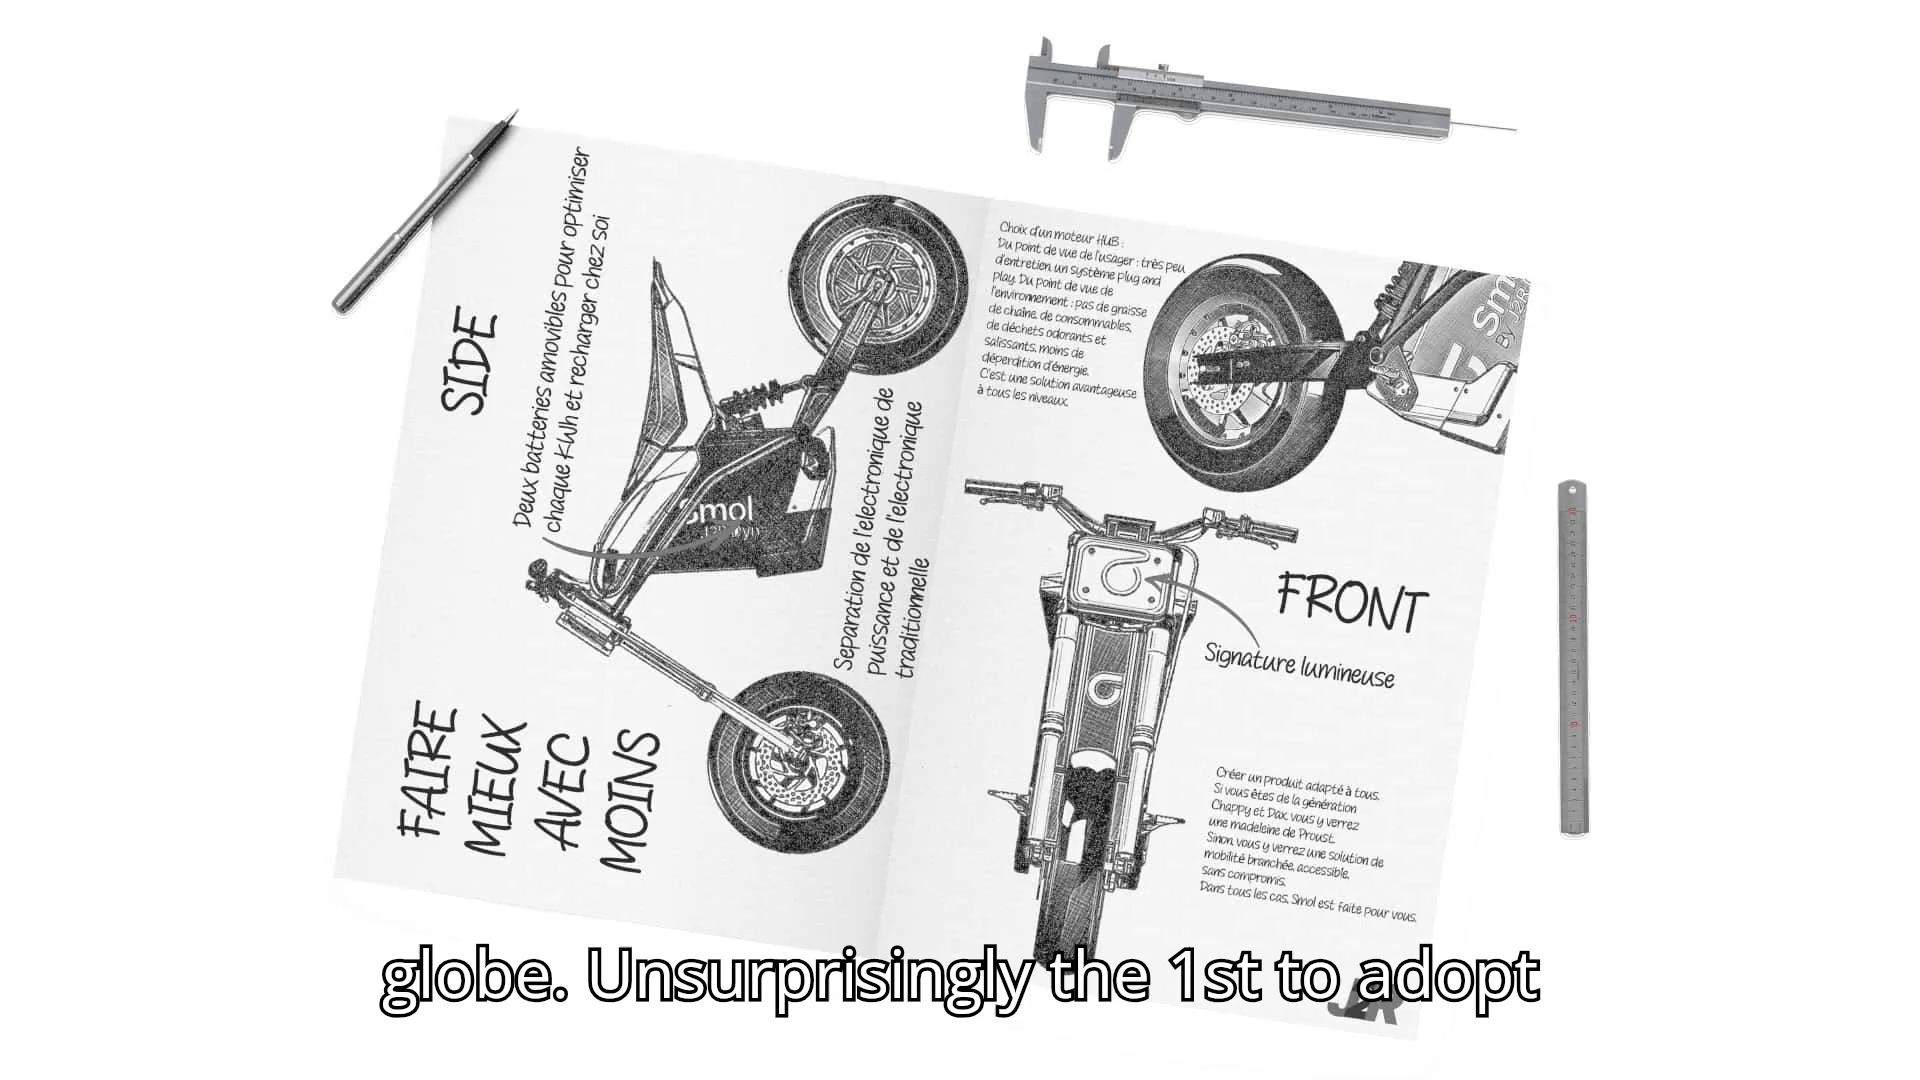 SIDE
Deux batteries amovibles pour optimiser
chaque KWh et recharger chez soi
FAIRE
MIEUX
AVEC
MOINS
Smol
Séparation de l'électronique de
puissance et de l'électronique
traditionnelle
Choix d'un moteur HUB :
Du point de vue de l'usager : très peu
d'entretien, un système plug and
play. Du point de vue de
l'environnement : pas de graisse
de chaîne, de consommables,
de déchets odorants et
salissants, moins de
déperdition d'énergie.
C'est une solution avantageuse
à tous les niveaux.
FRONT
Signature lumineuse
Créer un produit adapté à tous.
Si vous êtes de la génération
Chappy et Dax, vous y verrez
une madeleine de Proust.
Sinon, vous y verrez une solution de
mobilité branchée, accessible,
sans compromis.
Dans tous les cas, Smol est faite pour vous.
J2R
globe. Unsurprisingly the 1st to adopt